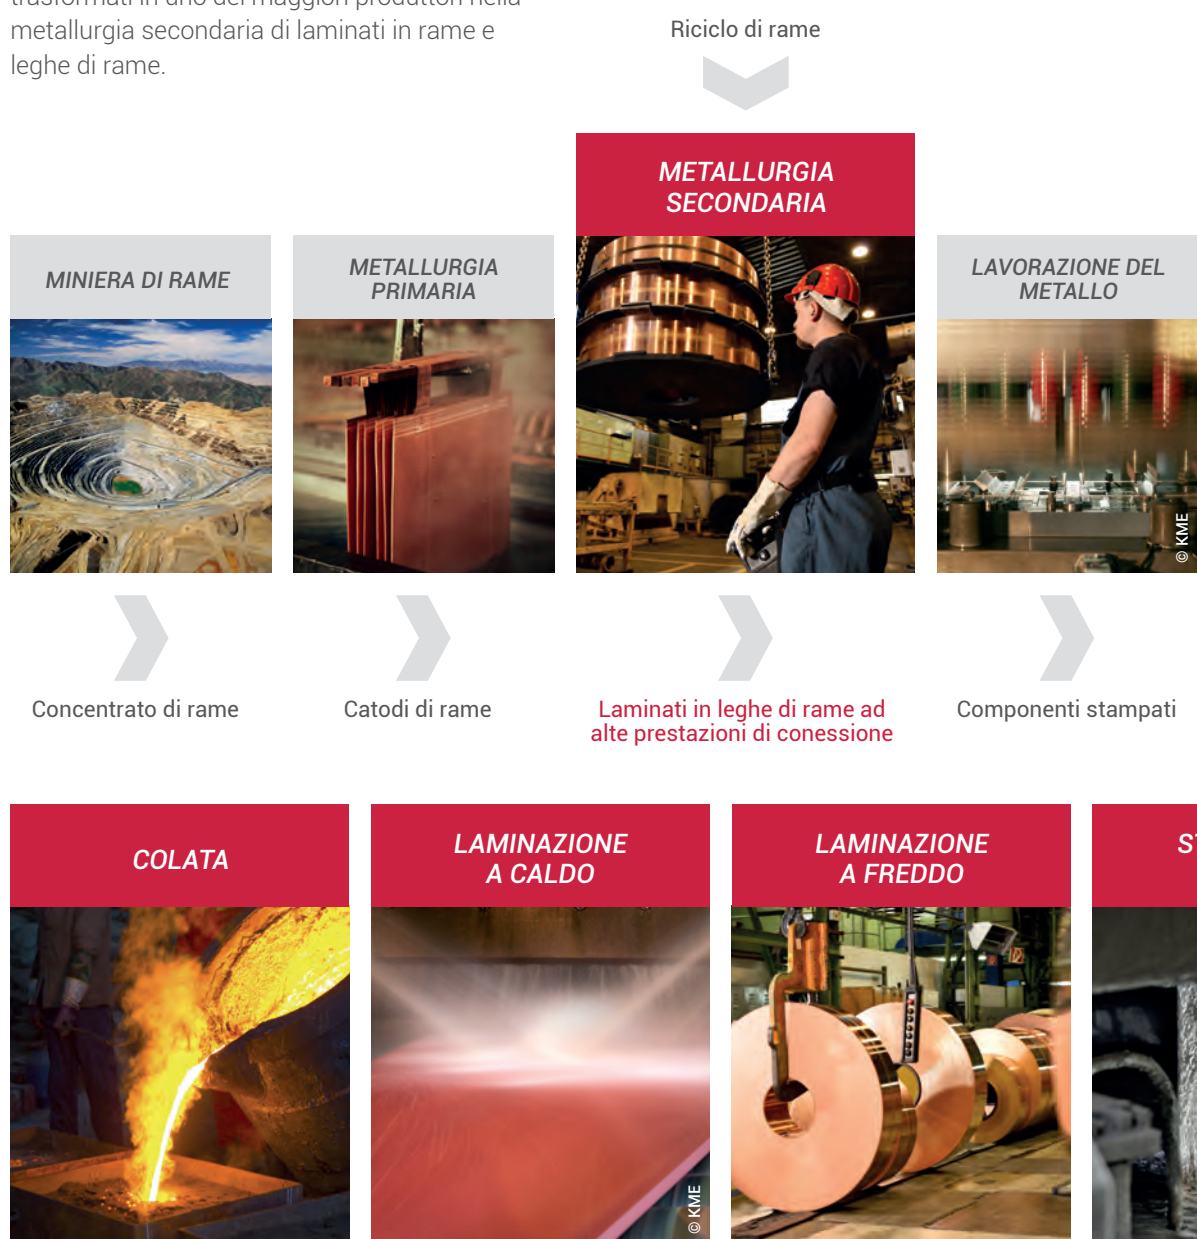 metallurgia secondaria di laminati in rame e
leghe di rame.
Riciclo di rame
METALLURGIA
SECONDARIA
MINIERA DI RAME
METALLURGIA
PRIMARIA
LAVORAZIONE DEL
METALLO
© KME
Concentrato di rame
Catodi di rame
Laminati in leghe di rame ad
alte prestazioni di conessione
Componenti stampati
COLATA
LAMINAZIONE
A CALDO
LAMINAZIONE
A FREDDO
© KME